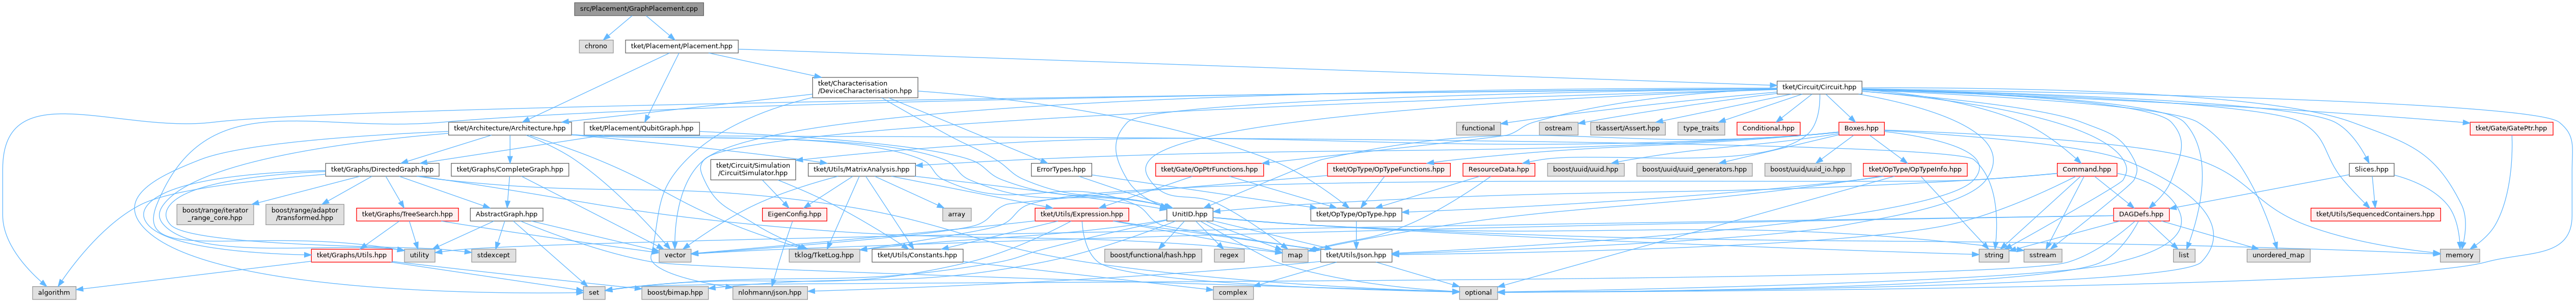 src/Placement/GraphPlacement.cpp
chrono
tket/Placement/Placement.hpp
tket/Characterisation
/DeviceCharacterisation.hpp
tket/Circuit/Circuit.hpp
tket/Architecture/Architecture.hpp
tket/Placement/QubitGraph.hpp
functional
ostream
tkassert/Assert.hpp
type_traits
Conditional.hpp
Boxes.hpp
tket/Gate/GatePtr.hpp
tket/Graphs/DirectedGraph.hpp
tket/Graphs/CompleteGraph.hpp
tket/Circuit/Simulation
/CircuitSimulator.hpp
tket/Utils/MatrixAnalysis.hpp
ErrorTypes.hpp
tket/Gate/OpPtrFunctions.hpp
tket/OpType/OpTypeFunctions.hpp
ResourceData.hpp
boost/uuid/uuid.hpp
boost/uuid/uuid_generators.hpp
boost/uuid/uuid_io.hpp
tket/OpType/OpTypeInfo.hpp
Command.hpp
Slices.hpp
boost/range/iterator
_range_core.hpp
boost/range/adaptor
/transformed.hpp
tket/Graphs/TreeSearch.hpp
AbstractGraph.hpp
EigenConfig.hpp
array
tket/Utils/Expression.hpp
UnitID.hpp
tket/OpType/OpType.hpp
DAGDefs.hpp
tket/Utils/SequencedContainers.hpp
tket/Graphs/Utils.hpp
utility
stdexcept
vector
tklog/TketLog.hpp
tket/Utils/Constants.hpp
boost/functional/hash.hpp
regex
map
tket/Utils/Json.hpp
string
sstream
list
unordered_map
memory
algorithm
set
boost/bimap.hpp
nlohmann/json.hpp
complex
optional